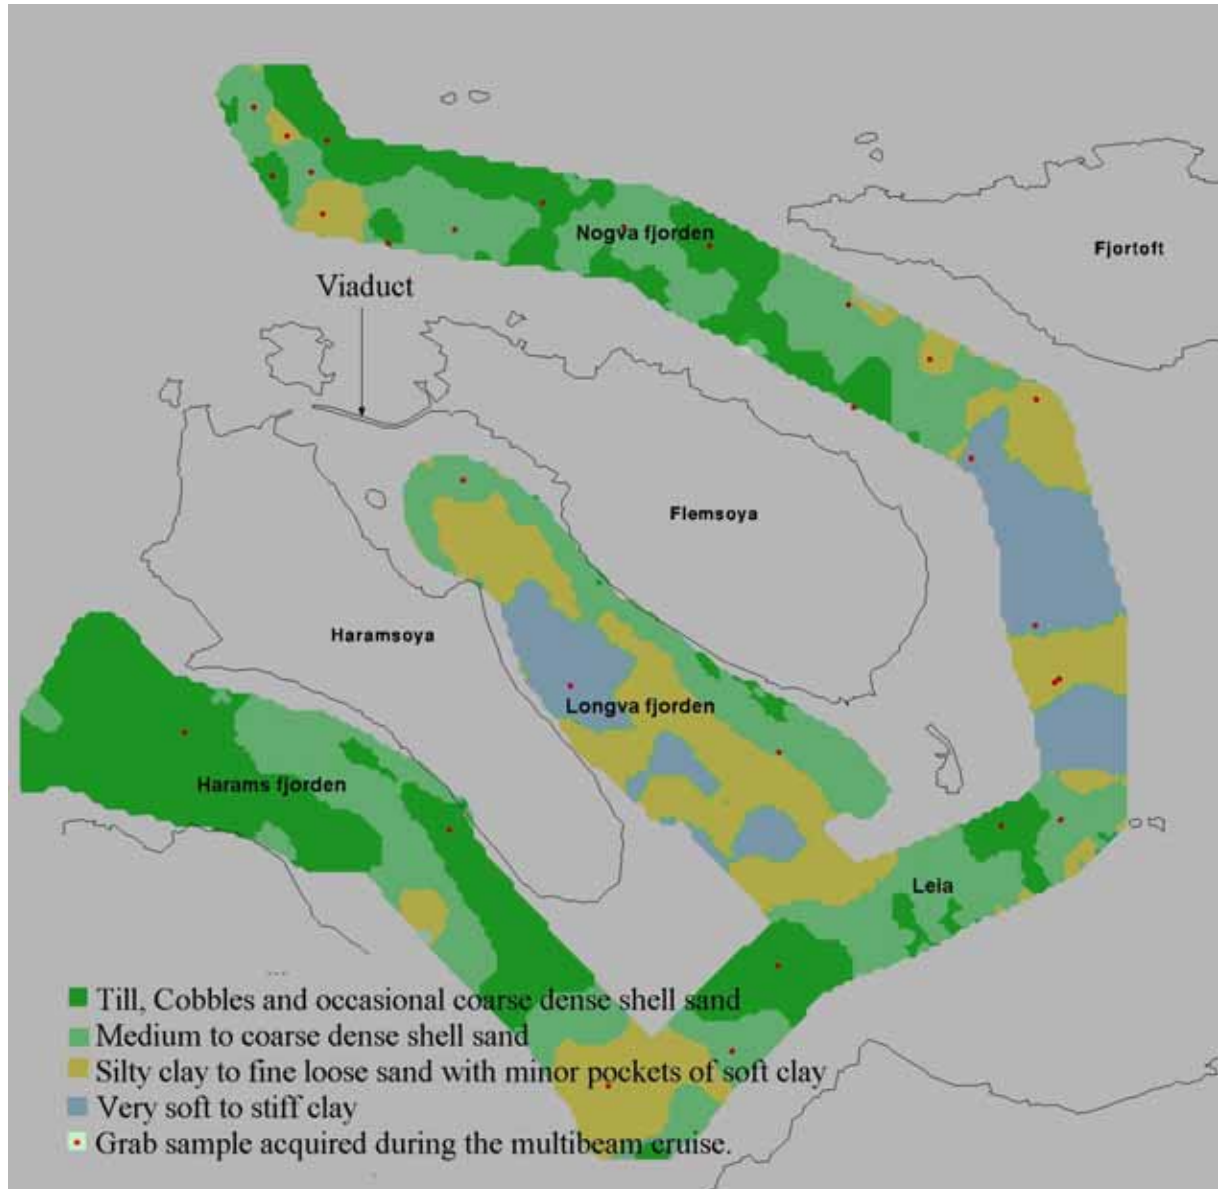 Nogva fjorden
Fjortoft
Viaduct
Flemsoya
Haramsoya
Longva fjorden
Harams fjorden
Leia
Till, Cobbles and occasional coarse dense shell sand
Medium to coarse dense shell sand
Silty clay to fine loose sand with minor pockets of soft clay
Very soft to stiff clay
Grab sample acquired during the multibeam cruise.